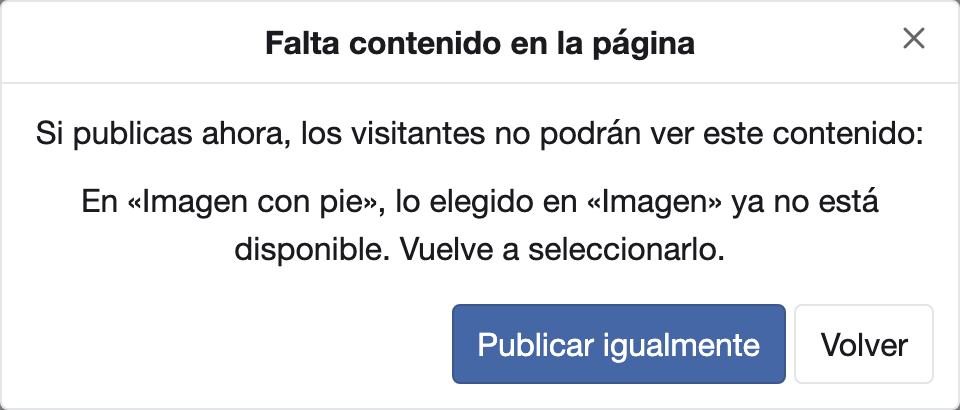 Falta contenido en la página
Si publicas ahora, los visitantes no podrán ver este contenido:
En «Imagen con pie», lo elegido en «Imagen» ya no está
disponible. Vuelve a seleccionarlo.
Publicar igualmente
Volver